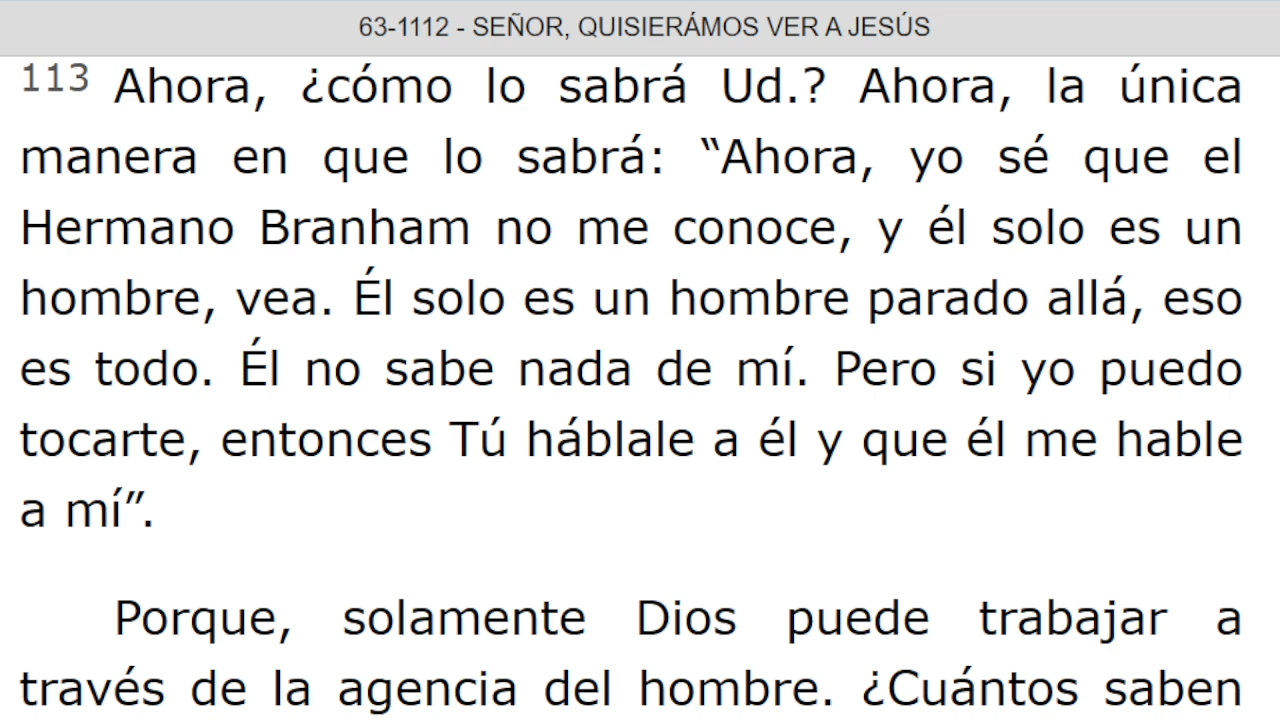 63-1112 - SEÑOR, QUISIERÁMOS VER A JESÚS
113 Ahora, ¿cómo lo sabrá Ud.? Ahora, la única
manera en que lo sabrá: “Ahora, yo sé que el
Hermano Branham no me conoce, y él solo es un
hombre, vea. Él solo es un hombre parado allá, eso
es todo. Él no sabe nada de mí. Pero si yo puedo
tocarte, entonces Tú háblale a él y que él me hable
a mí”.
Porque, solamente Dios puede trabajar a
través de la agencia del hombre. ¿Cuántos saben